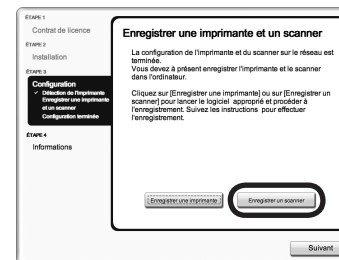 ÉTAPE 1
Contrat de licence
ÉTAPE 2
Installation
ÉTAPE 3
Configuration
✓ Détection de l'imprimante
Enregistrer une imprimante
et un scanner
Configuration terminée
ÉTAPE 4
Informations
Enregistrer une imprimante et un scanner
La configuration de l'imprimante et du scanner sur le réseau est
terminée.
Vous devez à présent enregistrer l'imprimante et le scanner
dans l'ordinateur.
Cliquez sur [Enregistrer une imprimante] ou sur [Enregistrer un
scanner] pour lancer le logiciel approprié et procéder à
l'enregistrement. Suivez les instructions pour effectuer
l'enregistrement.
Enregistrer une imprimante
Enregistrer un scanner
Suivant